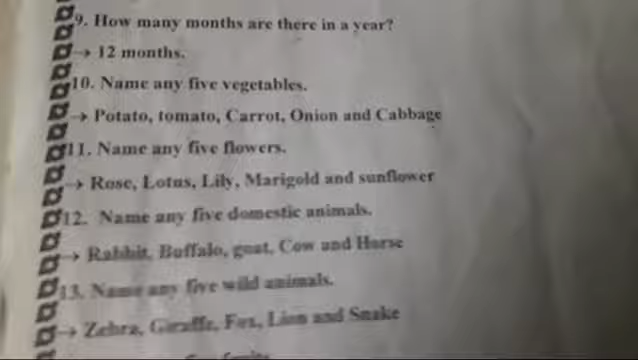 9. How many months are there in a year?
→ 12 months.
10. Name any five vegetables.
→ Potato, tomato, Carrot, Onion and Cabbage
11. Name any five flowers.
→ Rose, Lotus, Lily, Marigold and sunflower
12. Name any five domestic animals.
→ Rabbit, Buffalo, goat, Cow and Horse
13. Name any five wild animals.
→ Zebra, Giraffe, Fox, Lion and Snake